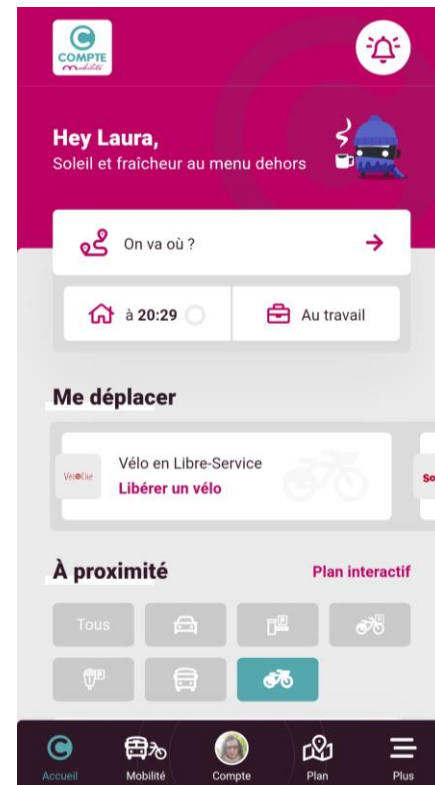 COMPTE
mobilité
Hey Laura,
Soleil et fraîcheur au menu dehors
On va où ?
à 20:29
Au travail
Me déplacer
Vélo en Libre-Service
Libérer un vélo
So
À proximité
Plan interactif
Tous
P
P
P
Accueil
Mobilité
Compte
Plan
Plus